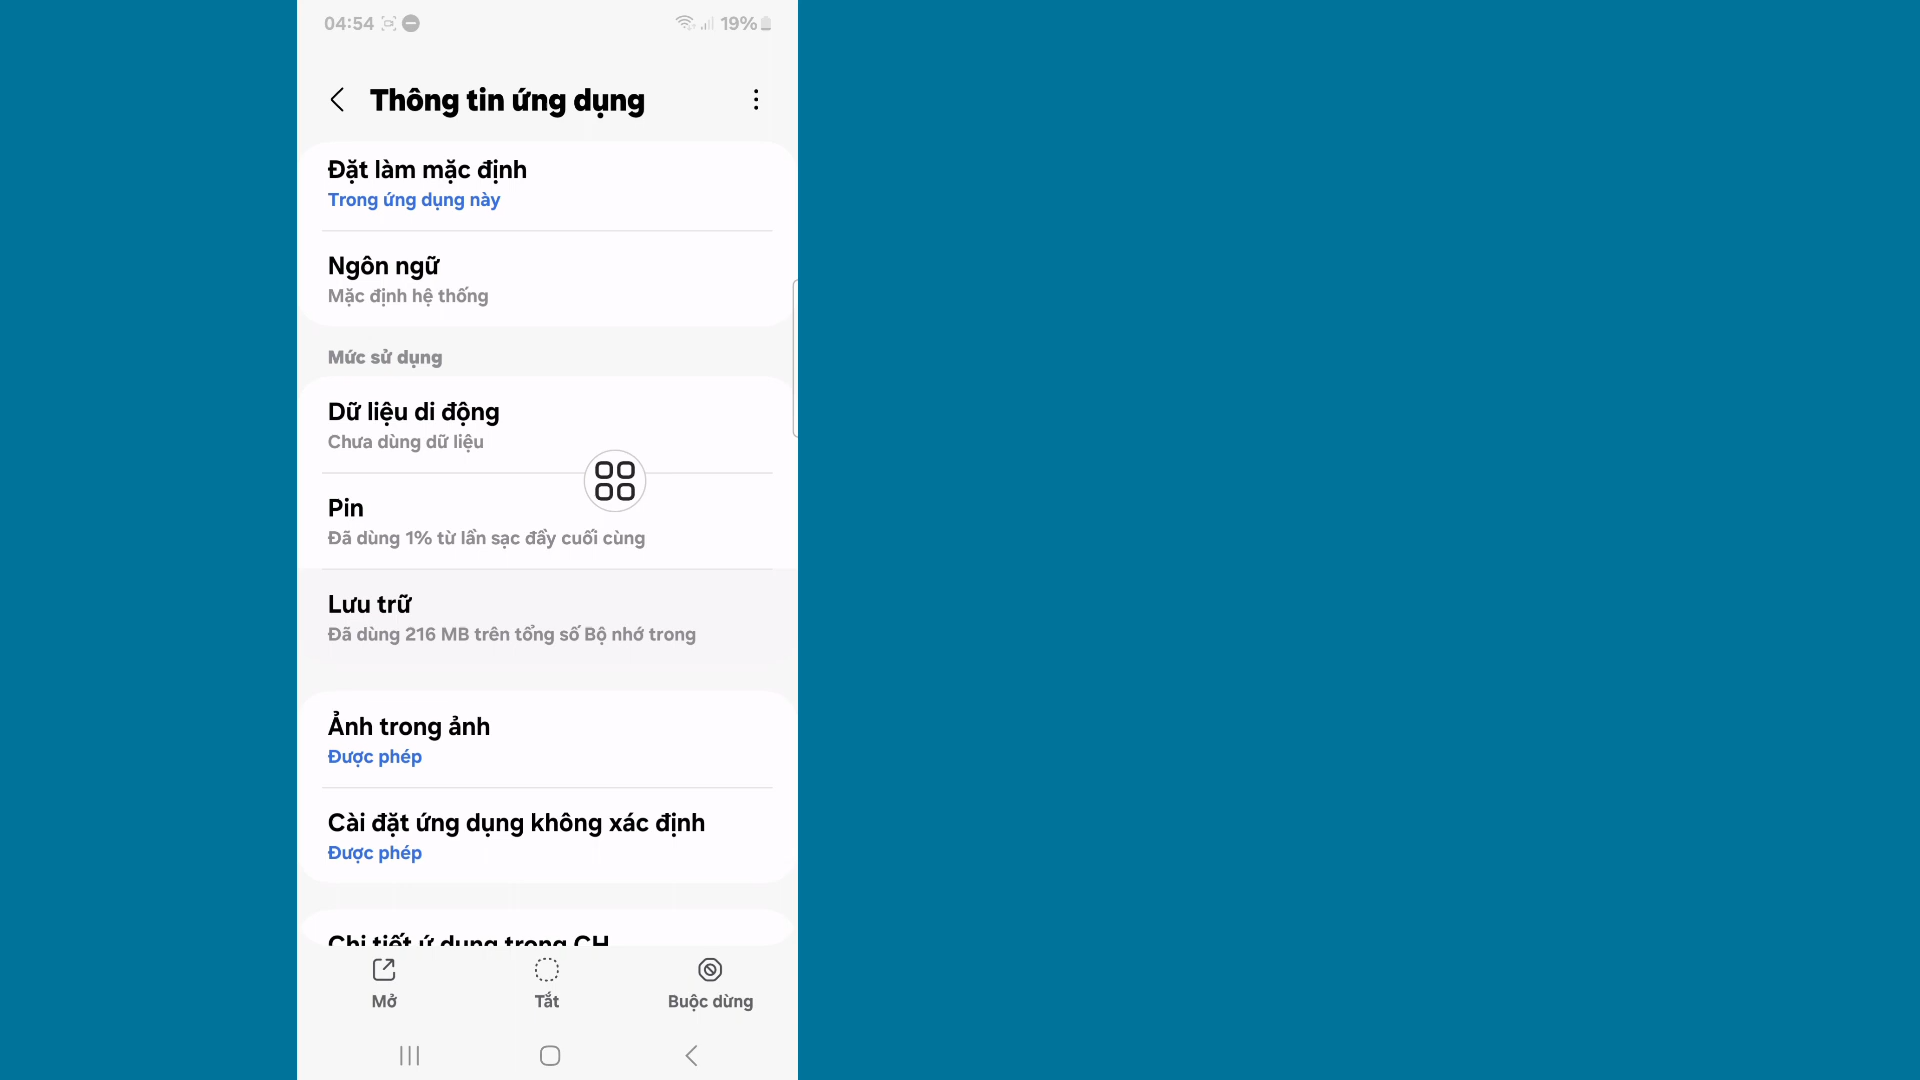 04:54
19%
Thông tin ứng dụng
Đặt làm mặc định
Trong ứng dụng này
Ngôn ngữ
Mặc định hệ thống
Mức sử dụng
Dữ liệu di động
Chưa dùng dữ liệu
Pin
Đã dùng 1% từ lần sạc đầy cuối cùng
Lưu trữ
Đã dùng 216 MB trên tổng số Bộ nhớ trong
Ảnh trong ảnh
Được phép
Cài đặt ứng dụng không xác định
Được phép
Chi tiết ứ.dụng trong CH
Mở
Tắt
Buộc dừng